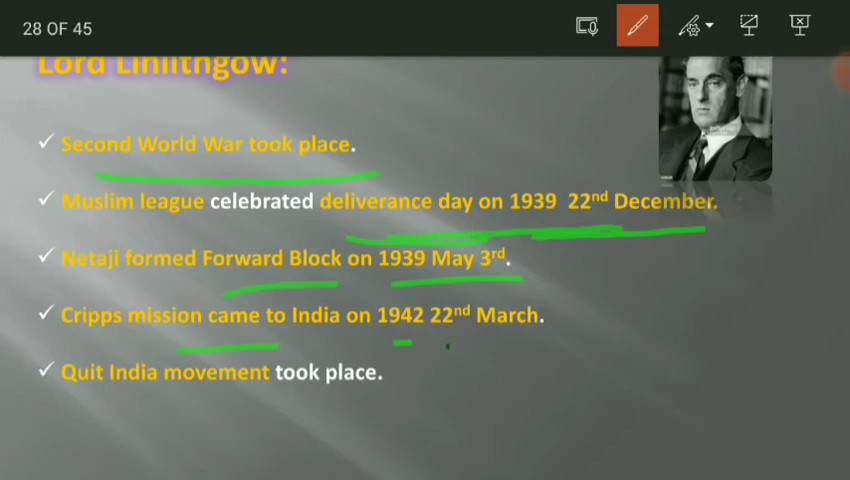 28 OF 45
Lord Linlithgow:
✓ Second World War took place.
✓ Muslim league celebrated deliverance day on 1939 22nd December.
✓ Netaji formed Forward Block on 1939 May 3rd.
✓ Cripps mission came to India on 1942 22nd March.
✓ Quit India movement took place.